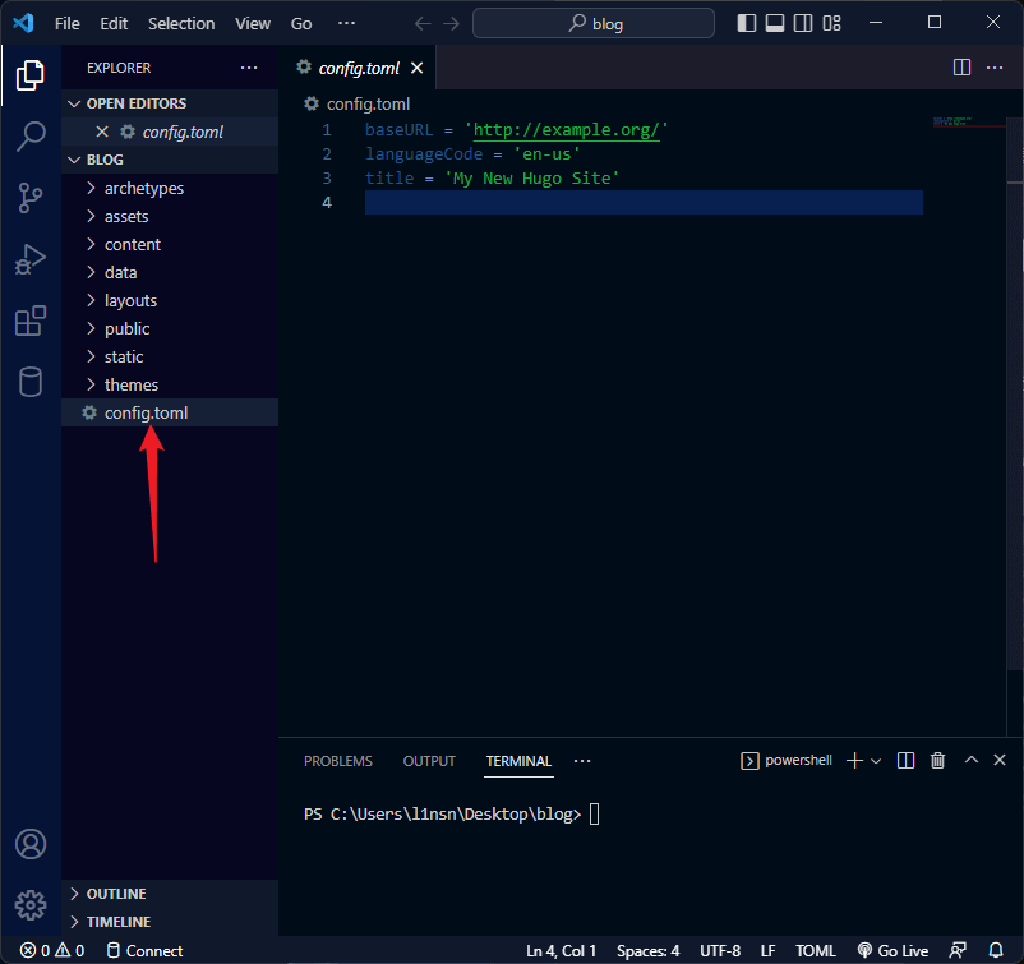 File Edit Selection View Go ··· blog
EXPLORER ···
OPEN EDITORS
config.toml
BLOG
archetypes
assets
content
data
layouts
public
static
themes
config.toml
OUTLINE
TIMELINE
config.toml
config.toml
1 baseURL = 'http://example.org/'
2 languageCode = 'en-us'
3 title = 'My New Hugo Site'
4
PROBLEMS OUTPUT TERMINAL ··· powershell
PS C:\Users\l1nsn\Desktop\blog>
0 0 Connect Ln 4, Col 1 Spaces: 4 UTF-8 LF TOML Go Live